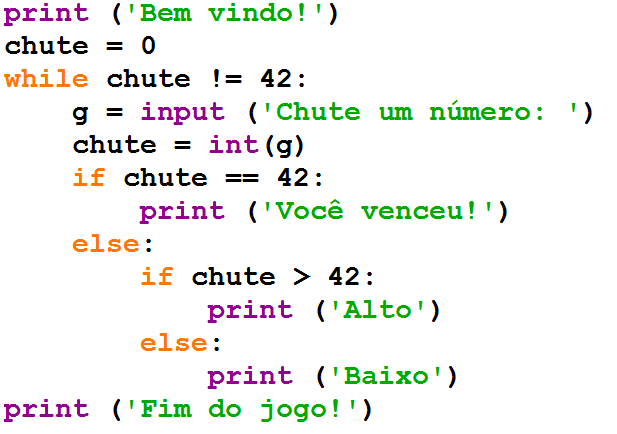 print ('Bem vindo!')
chute = 0
while chute != 42:
    g = input ('Chute um número: ')
    chute = int(g)
    if chute == 42:
        print ('Você venceu!')
    else:
        if chute > 42:
            print ('Alto')
        else:
            print ('Baixo')
print ('Fim do jogo!')